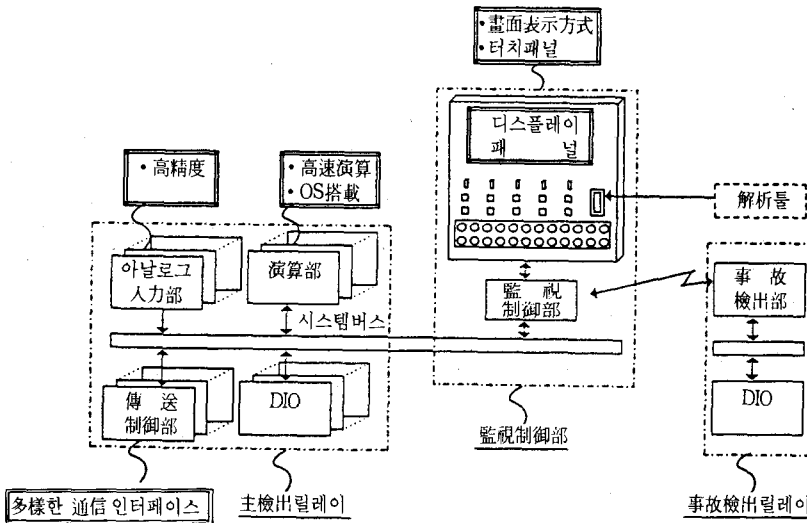 • 畫面表示方式
• 터치패널
디스플레이
패 널
• 高精度
• 高速演算
• OS搭載
解析틀
아날로그
入力部
演算部
事 故
檢出部
監 視
制御部
시스템버스
傳 送
制御部
DIO
DIO
監視制御部
多樣한 通信 인터페이스
主檢出릴레이
事故檢出릴레이